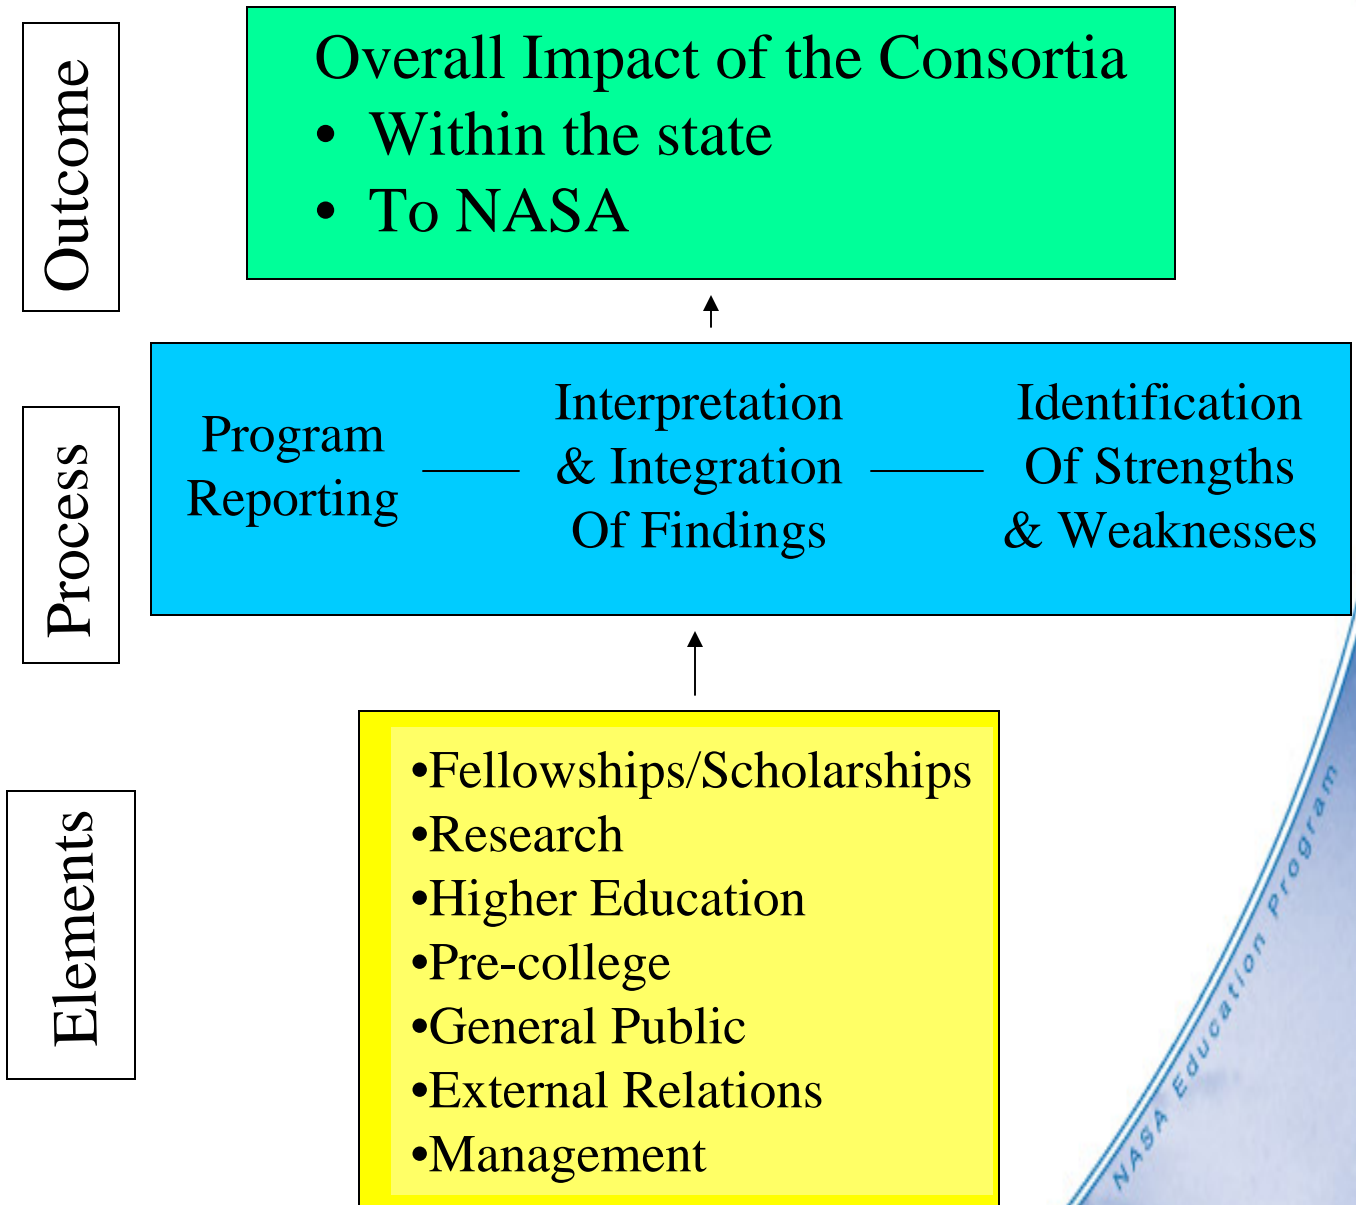 Outcome
Overall Impact of the Consortia
• Within the state
• To NASA
Process
Program
Reporting
Interpretation
& Integration
Of Findings
Identification
Of Strengths
& Weaknesses
Elements
•Fellowships/Scholarships
•Research
•Higher Education
•Pre-college
•General Public
•External Relations
•Management
NASA Education Program